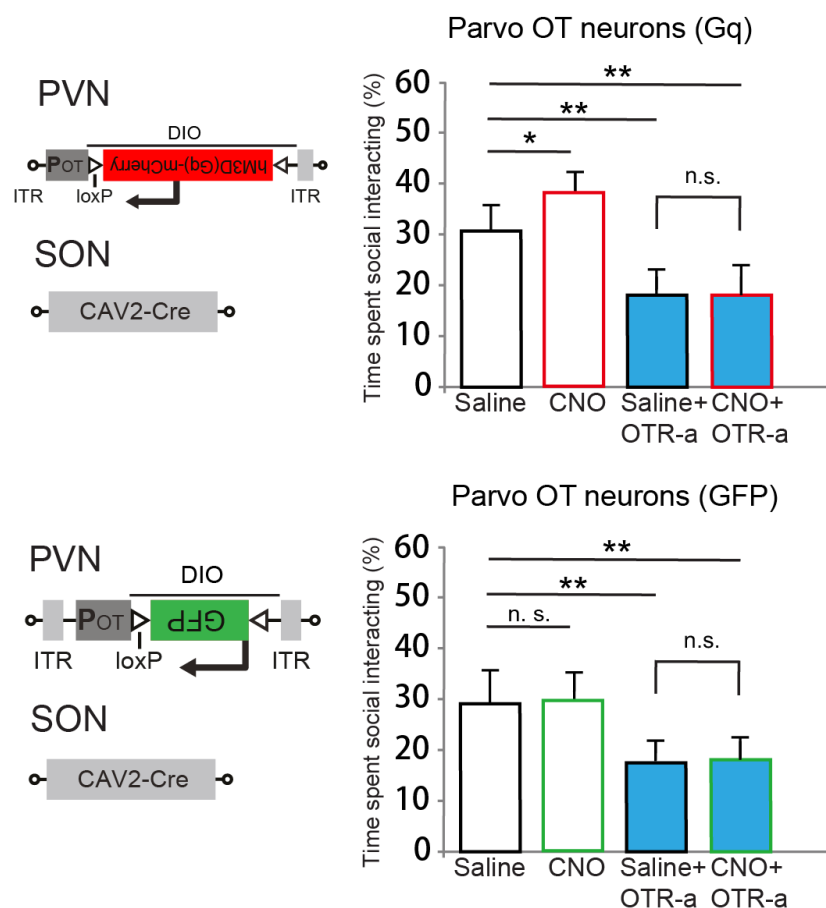 Parvo OT neurons (Gq)
PVN
DIO
POT
hM3D(Gq)-mCherry
ITR
loxP
ITR
SON
CAV2-Cre
Time spent social interacting (%)
60
50
40
30
20
10
0
**
**
*
n.s.
Saline
CNO
Saline+
OTR-a
CNO+
OTR-a
Parvo OT neurons (GFP)
PVN
DIO
POT
GFP
ITR
loxP
ITR
SON
CAV2-Cre
Time spent social interacting (%)
60
50
40
30
20
10
0
**
**
n. s.
n.s.
Saline
CNO
Saline+
OTR-a
CNO+
OTR-a